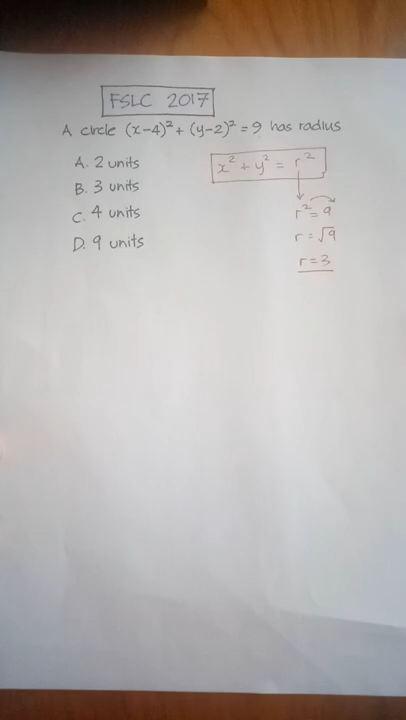 FSLC 2017
A circle (x-4)² + (y-2)² = 9 has radius
A. 2 units
B. 3 units
C. 4 units
D. 9 units
x² + y² = r²
r² = 9
r = √9
r = 3